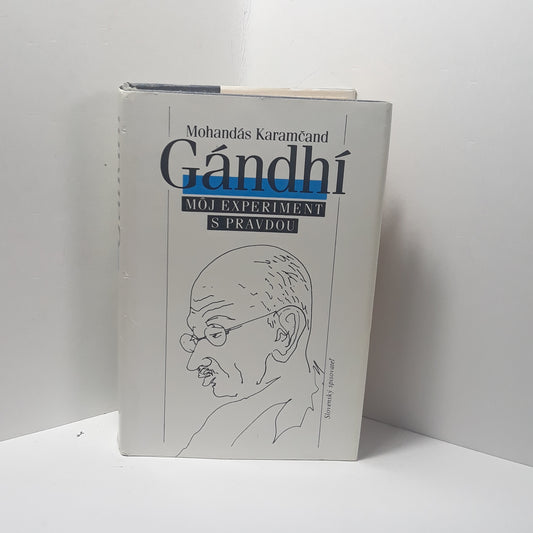 Mohandás Karamčand
Gándhí
MÔJ EXPERIMENT
S PRAVDOU
Slovenský spisovateľ